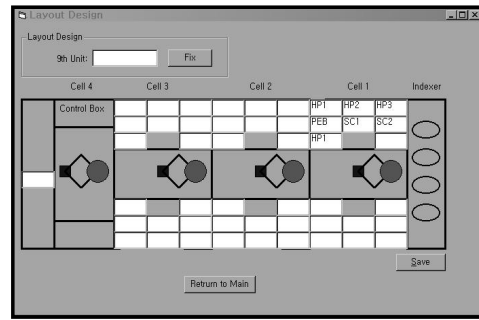 Layout Design
Layout Design
9th Unit: Fix
Cell 4 Cell 3 Cell 2 Cell 1 Indexer
Control Box HP1 HP2 HP3
PEB SC1 SC2
HP1
Save
Retrurn to Main